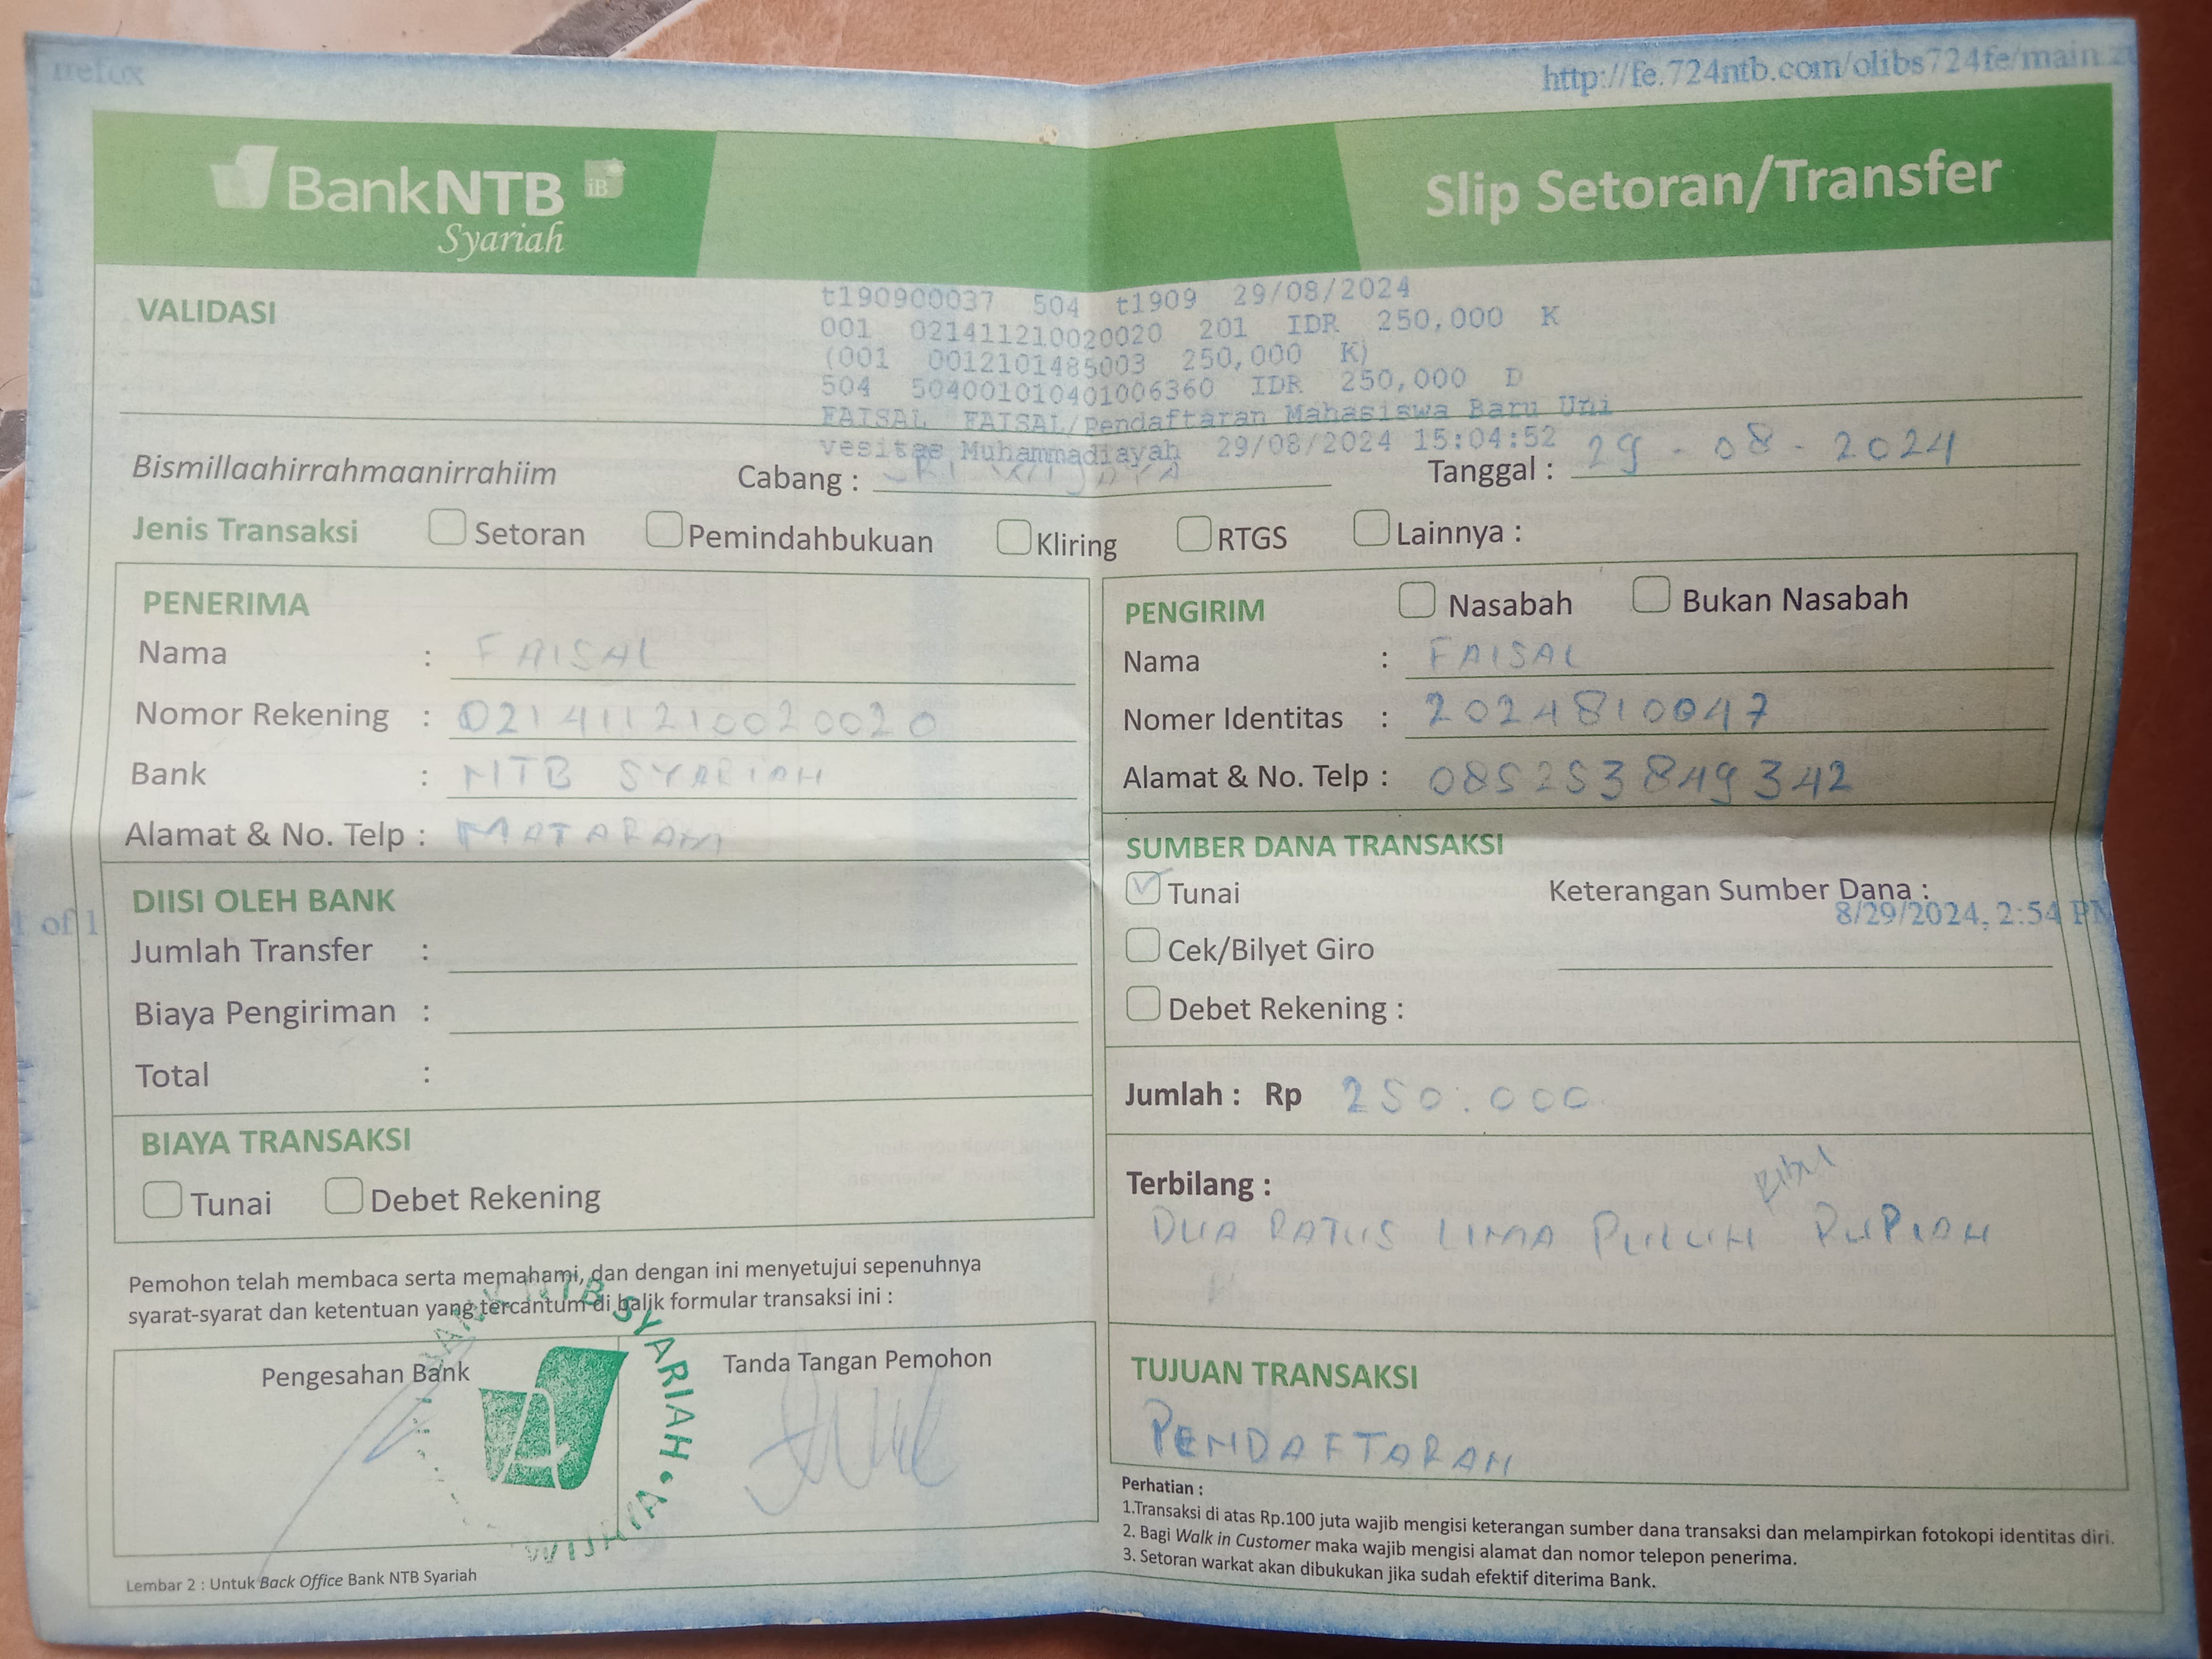 irefox
http://fe.724ntb.com/olibs724fe/main.z
BankNTB iB
Syariah
Slip Setoran/Transfer
VALIDASI
t190900037 504 t1909 29/08/2024
001 021411210020020 201 IDR 250,000 K
(001 0012101485003 250,000 K)
504 504001010401006360 IDR 250,000 D
FAISAL FAISAL/Pendaftaran Mahasiswa Baru Uni
vesitas Muhammadiayah 29/08/2024 15:04:52
Bismillaahirrahmaanirrahiim Cabang : Tanggal : 29 - 08 - 2024
Jenis Transaksi Setoran Pemindahbukuan Kliring RTGS Lainnya :
PENERIMA
Nama : FAISAL
Nomor Rekening : 021411210020020
Bank : NTB SYARIAH
Alamat & No. Telp : MATARAM
PENGIRIM Nasabah Bukan Nasabah
Nama : FAISAL
Nomer Identitas : 2024810047
Alamat & No. Telp : 085253849342
DIISI OLEH BANK
1 of 1
Jumlah Transfer :
Biaya Pengiriman :
Total :
SUMBER DANA TRANSAKSI
Tunai Keterangan Sumber Dana :
8/29/2024, 2:54 PM
Cek/Bilyet Giro
Debet Rekening :
Jumlah : Rp 250.000
BIAYA TRANSAKSI
Tunai Debet Rekening
Terbilang :
Ribu
DUA RATUS LIMA PULUH RUPIAH
Pemohon telah membaca serta memahami, dan dengan ini menyetujui sepenuhnya
syarat-syarat dan ketentuan yang tercantum di balik formular transaksi ini :
Pengesahan Bank Tanda Tangan Pemohon
BANK NTB SYARIAH
WIJAYA
TUJUAN TRANSAKSI
PENDAFTARAN
Perhatian :
1.Transaksi di atas Rp.100 juta wajib mengisi keterangan sumber dana transaksi dan melampirkan fotokopi identitas diri.
2. Bagi Walk in Customer maka wajib mengisi alamat dan nomor telepon penerima.
3. Setoran warkat akan dibukukan jika sudah efektif diterima Bank.
Lembar 2 : Untuk Back Office Bank NTB Syariah